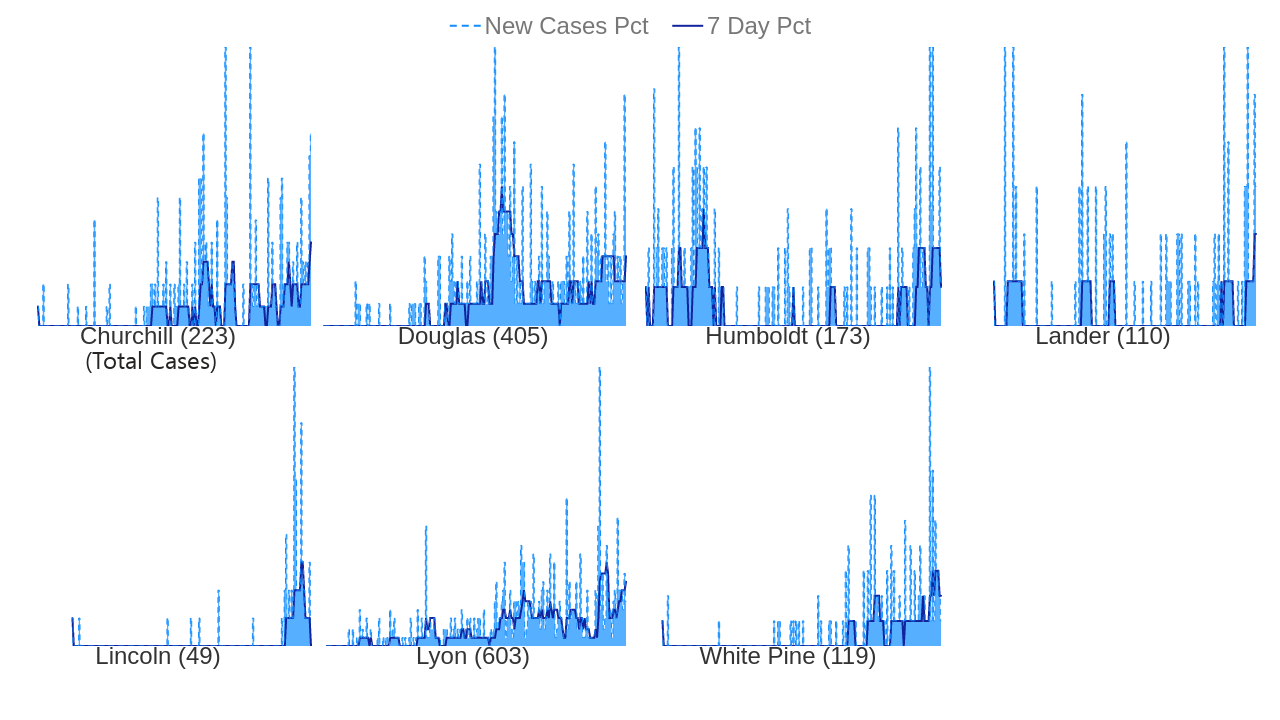 New Cases Pct 7 Day Pct
Churchill (223) Douglas (405) Humboldt (173) Lander (110)
(Total Cases)
Lincoln (49) Lyon (603) White Pine (119)